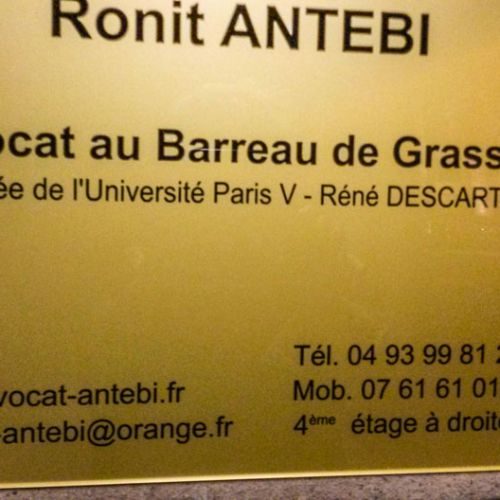 Ronit ANTEBI
ocat au Barreau de Grass
ée de l'Université Paris V - Réné DESCART
Tél. 04 93 99 81 2
vocat-antebi.fr
Mob. 07 61 61 01
-antebi@orange.fr
4ème étage à droite